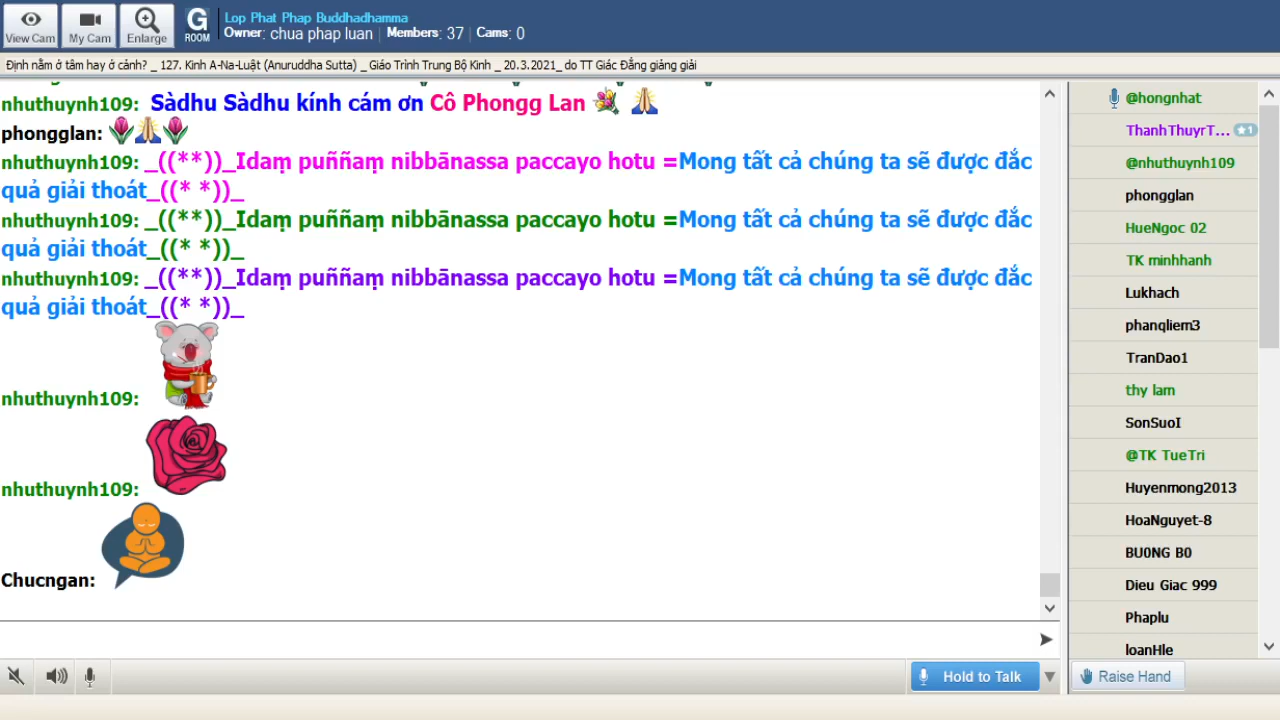 View Cam
My Cam
Enlarge
G
ROOM
Lop Phat Phap Buddhadhamma
Owner: chua phap luan | Members: 37 | Cams: 0
Định nằm ở tâm hay ở cảnh? _ 127. Kinh A-Na-Luật (Anuruddha Sutta) _ Giáo Trình Trung Bộ Kinh _ 20.3.2021_ do TT Giác Đẳng giảng giải
nhuthuynh109: Sàdhu Sàdhu kính cám ơn Cô Phongg Lan
phongglan:
nhuthuynh109: _((**))_Idaṃ puññaṃ nibbānassa paccayo hotu =Mong tất cả chúng ta sẽ được đắc
quả giải thoát_((* *))_
nhuthuynh109: _((**))_Idaṃ puññaṃ nibbānassa paccayo hotu =Mong tất cả chúng ta sẽ được đắc
quả giải thoát_((* *))_
nhuthuynh109: _((**))_Idaṃ puññaṃ nibbānassa paccayo hotu =Mong tất cả chúng ta sẽ được đắc
quả giải thoát_((* *))_
nhuthuynh109:
nhuthuynh109:
Chucngan:
Hold to Talk
@hongnhat
ThanhThuyrT... ★1
@nhuthuynh109
phongglan
HueNgoc 02
TK minhhanh
Lukhach
phanqliem3
TranDao1
thy lam
SonSuoI
@TK TueTri
Huyenmong2013
HoaNguyet-8
BU0NG B0
Dieu Giac 999
Phaplu
loanHle
Raise Hand